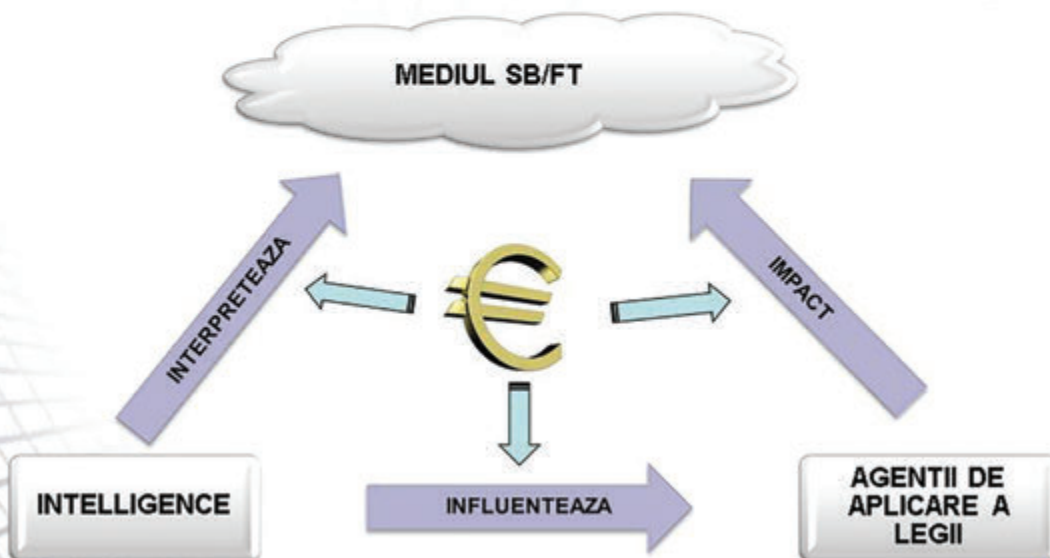 MEDIUL SB/FT
INTERPRETEAZA
IMPACT
€
INTELLIGENCE
INFLUENTEAZA
AGENTII DE
APLICARE A
LEGII